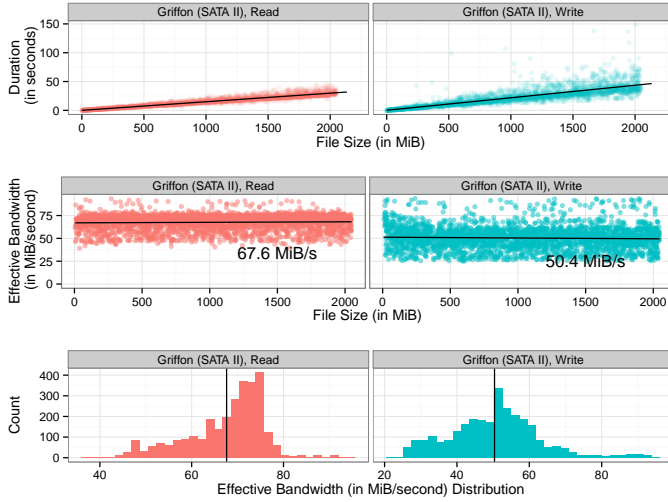 Griffon (SATA II), Read
Griffon (SATA II), Write
Duration
(in seconds)
150
100
50
0
0 500 1000 1500 2000
0 500 1000 1500 2000
File Size (in MiB)
Griffon (SATA II), Read
Griffon (SATA II), Write
Effective Bandwidth
(in MiB/second)
75
50
25
0
67.6 MiB/s
50.4 MiB/s
0 500 1000 1500 2000
0 500 1000 1500 2000
File Size (in MiB)
Griffon (SATA II), Read
Griffon (SATA II), Write
Count
400
300
200
100
0
40 60 80
20 40 60 80
Effective Bandwidth (in MiB/second) Distribution